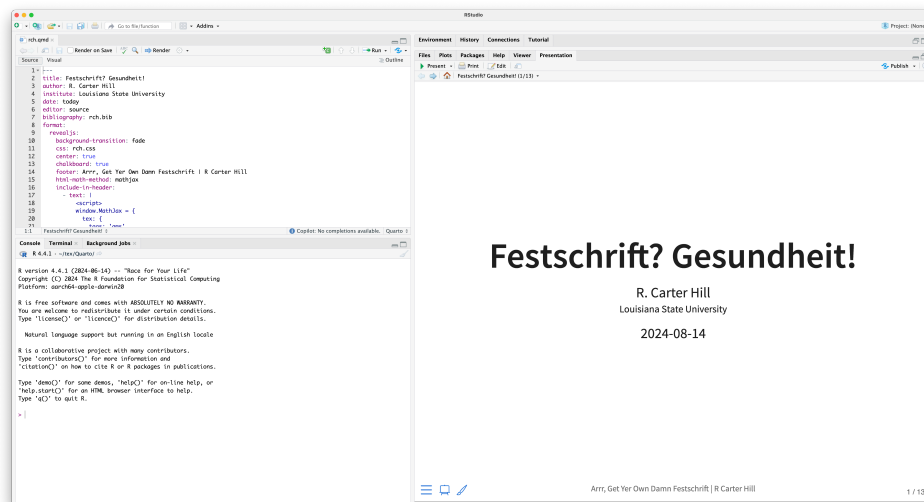 RStudio
Go to file/function
Addins
Project: (None
rch.qmd
Render on Save
Render
Run
Source Visual
Outline
1 ---
2 title: Festschrift? Gesundheit!
3 author: R. Carter Hill
4 institute: Louisiana State University
5 date: today
6 editor: source
7 bibliography: rch.bib
8 format:
9 revealjs:
10 background-transition: fade
11 css: rch.css
12 center: true
13 chalkboard: true
14 footer: Arrr, Get Yer Own Damn Festschrift | R Carter Hill
15 html-math-method: mathjax
16 include-in-header:
17 - text: |
18 <script>
19 window.MathJax = {
20 tex: {
21 tags: 'ams'
1:1 Festschrift? Gesundheit!
Copilot: No completions available. Quarto
Console Terminal Background Jobs
R 4.4.1 · ~/tex/Quarto/
R version 4.4.1 (2024-06-14) -- "Race for Your Life"
Copyright (C) 2024 The R Foundation for Statistical Computing
Platform: aarch64-apple-darwin20
R is free software and comes with ABSOLUTELY NO WARRANTY.
You are welcome to redistribute it under certain conditions.
Type 'license()' or 'licence()' for distribution details.
Natural language support but running in an English locale
R is a collaborative project with many contributors.
Type 'contributors()' for more information and
'citation()' on how to cite R or R packages in publications.
Type 'demo()' for some demos, 'help()' for on-line help, or
'help.start()' for an HTML browser interface to help.
Type 'q()' to quit R.
>
Environment History Connections Tutorial
Files Plots Packages Help Viewer Presentation
Present Print Edit
Publish
Festschrift? Gesundheit! (1/13)
Festschrift? Gesundheit!
R. Carter Hill
Louisiana State University
2024-08-14
Arrr, Get Yer Own Damn Festschrift | R Carter Hill
1 / 13